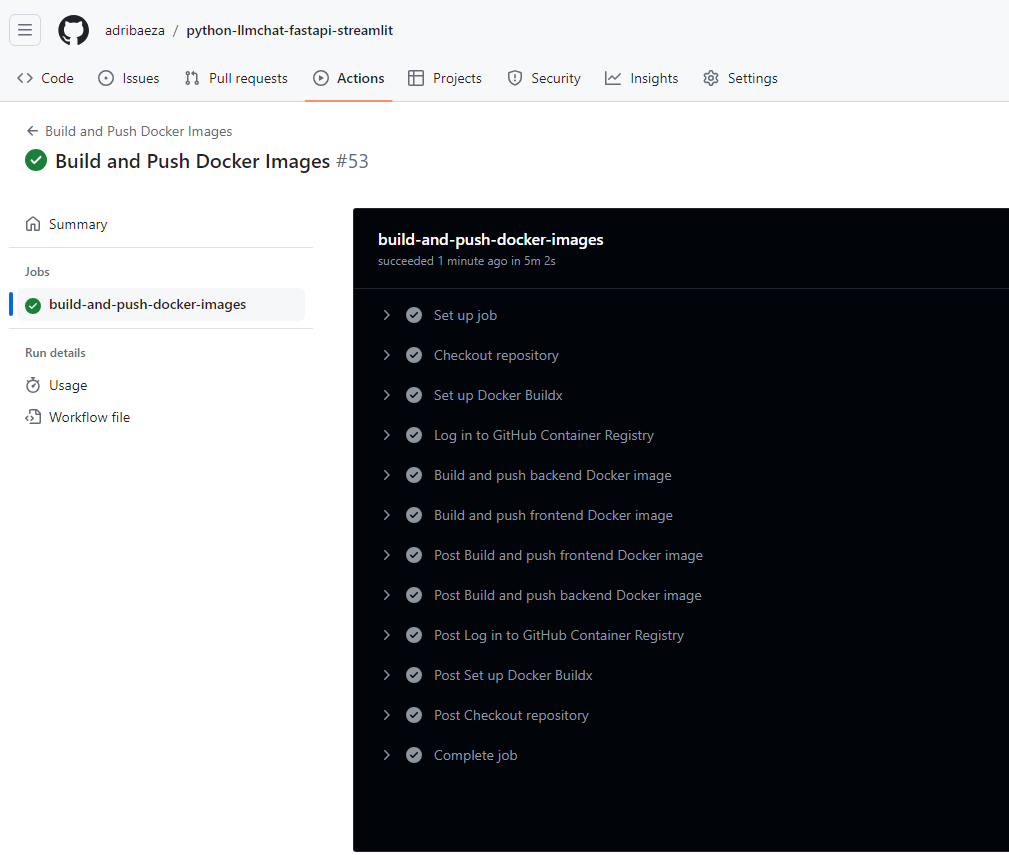 adribaeza / python-llmchat-fastapi-streamlit
Code Issues Pull requests Actions Projects Security Insights Settings
Build and Push Docker Images
Build and Push Docker Images #53
Summary
Jobs
build-and-push-docker-images
Run details
Usage
Workflow file
build-and-push-docker-images
succeeded 1 minute ago in 5m 2s
Set up job
Checkout repository
Set up Docker Buildx
Log in to GitHub Container Registry
Build and push backend Docker image
Build and push frontend Docker image
Post Build and push frontend Docker image
Post Build and push backend Docker image
Post Log in to GitHub Container Registry
Post Set up Docker Buildx
Post Checkout repository
Complete job